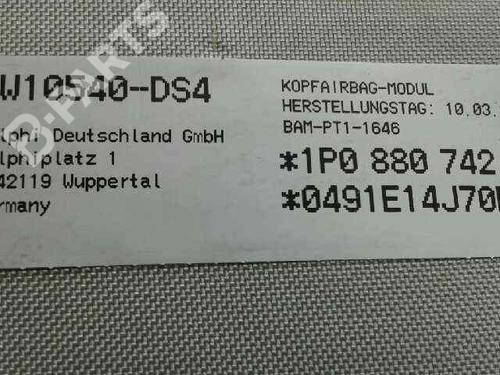 W10540--DS4
lphi Deutschland GmbH
lphiplatz 1
42119 Wuppertal
rmany
KOPFAIRBAG-MODUL
HERSTELLUNGSTAG: 10.03.
BAM-PT1-1646
*1P0 880 742
*0491E14J70
B-PARTS